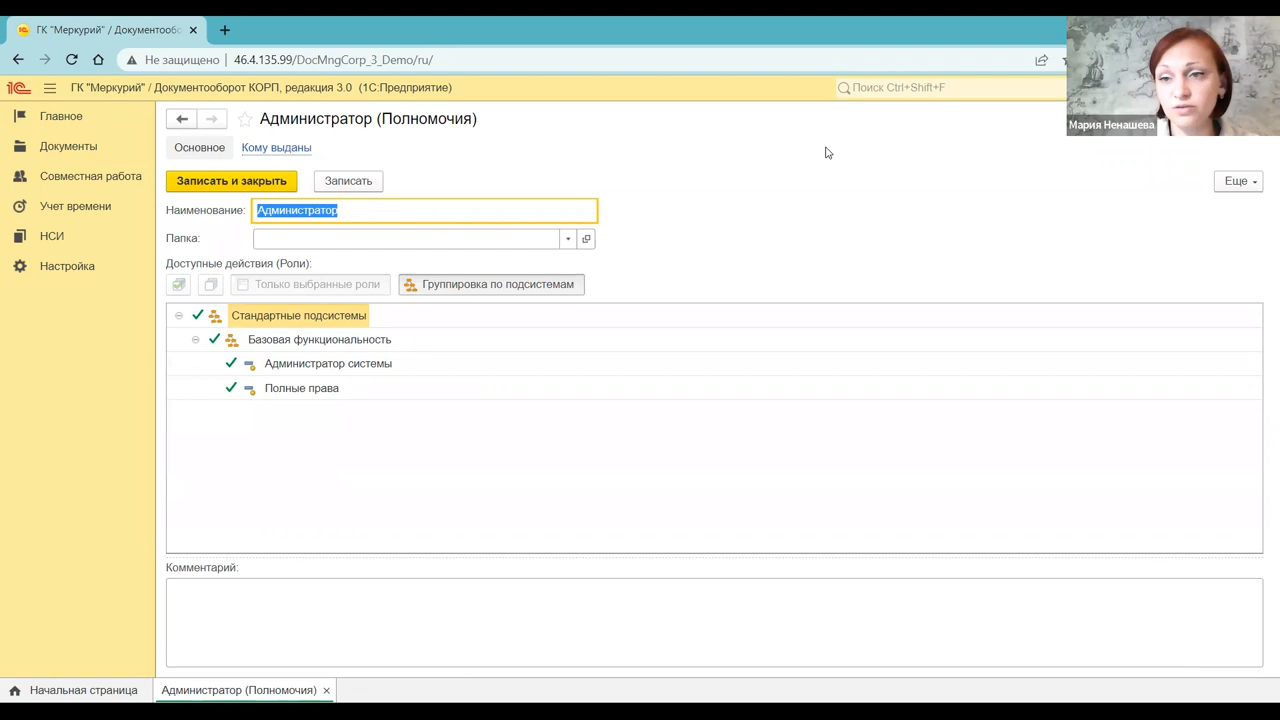 ГК "Меркурий" / Документообо
Не защищено
46.4.135.99/DocMngCorp_3_Demo/ru/
1С
ГК "Меркурий" / Документооборот КОРП, редакция 3.0 (1С:Предприятие)
Поиск Ctrl+Shift+F
Мария Ненашева
Главное
Документы
Совместная работа
Учет времени
НСИ
Настройка
Администратор (Полномочия)
Основное
Кому выданы
Записать и закрыть
Записать
Еще
Наименование:
Администратор
Папка:
Доступные действия (Роли):
Только выбранные роли
Группировка по подсистемам
Стандартные подсистемы
Базовая функциональность
Администратор системы
Полные права
Комментарий:
Начальная страница
Администратор (Полномочия)